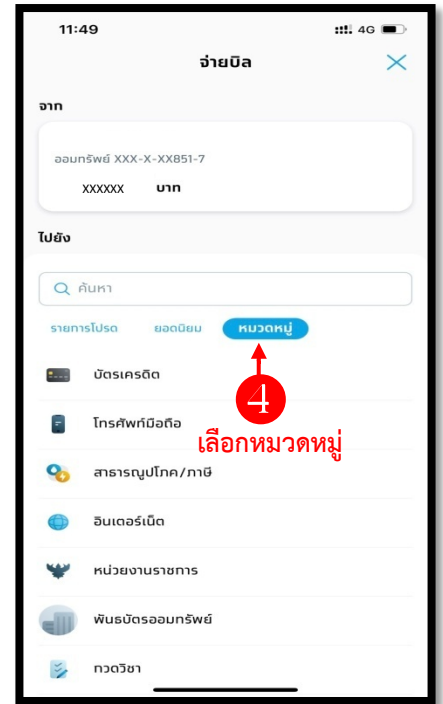 11:49 4G
จ่ายบิล
จาก
ออมทรัพย์ XXX-X-XX851-7
XXXXXX บาท
ไปยัง
ค้นหา
รายการโปรด ยอดนิยม หมวดหมู่
บัตรเครดิต
4
โทรศัพท์มือถือ
เลือกหมวดหมู่
สาธารณูปโภค/ภาษี
อินเตอร์เน็ต
หน่วยงานราชการ
พันธบัตรออมทรัพย์
กวดวิชา